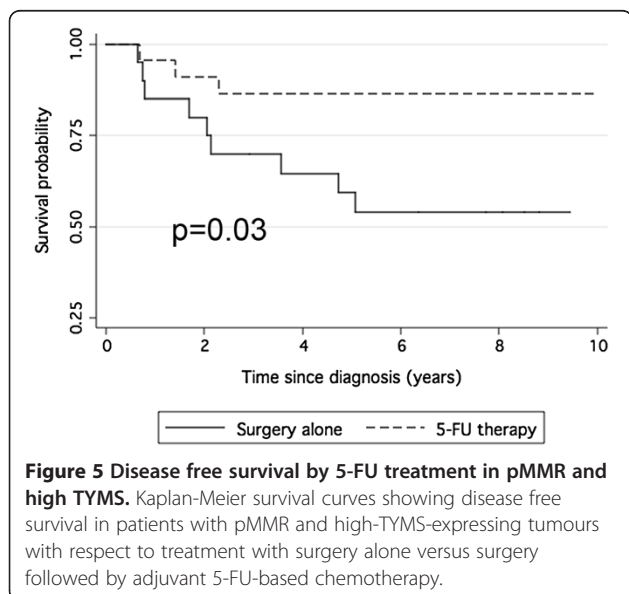 1.00
0.75
0.50
0.25
Survival probability
p=0.03
0 2 4 6 8 10
Time since diagnosis (years)
Surgery alone 5-FU therapy
Figure 5 Disease free survival by 5-FU treatment in pMMR and
high TYMS. Kaplan-Meier survival curves showing disease free
survival in patients with pMMR and high-TYMS-expressing tumours
with respect to treatment with surgery alone versus surgery
followed by adjuvant 5-FU-based chemotherapy.